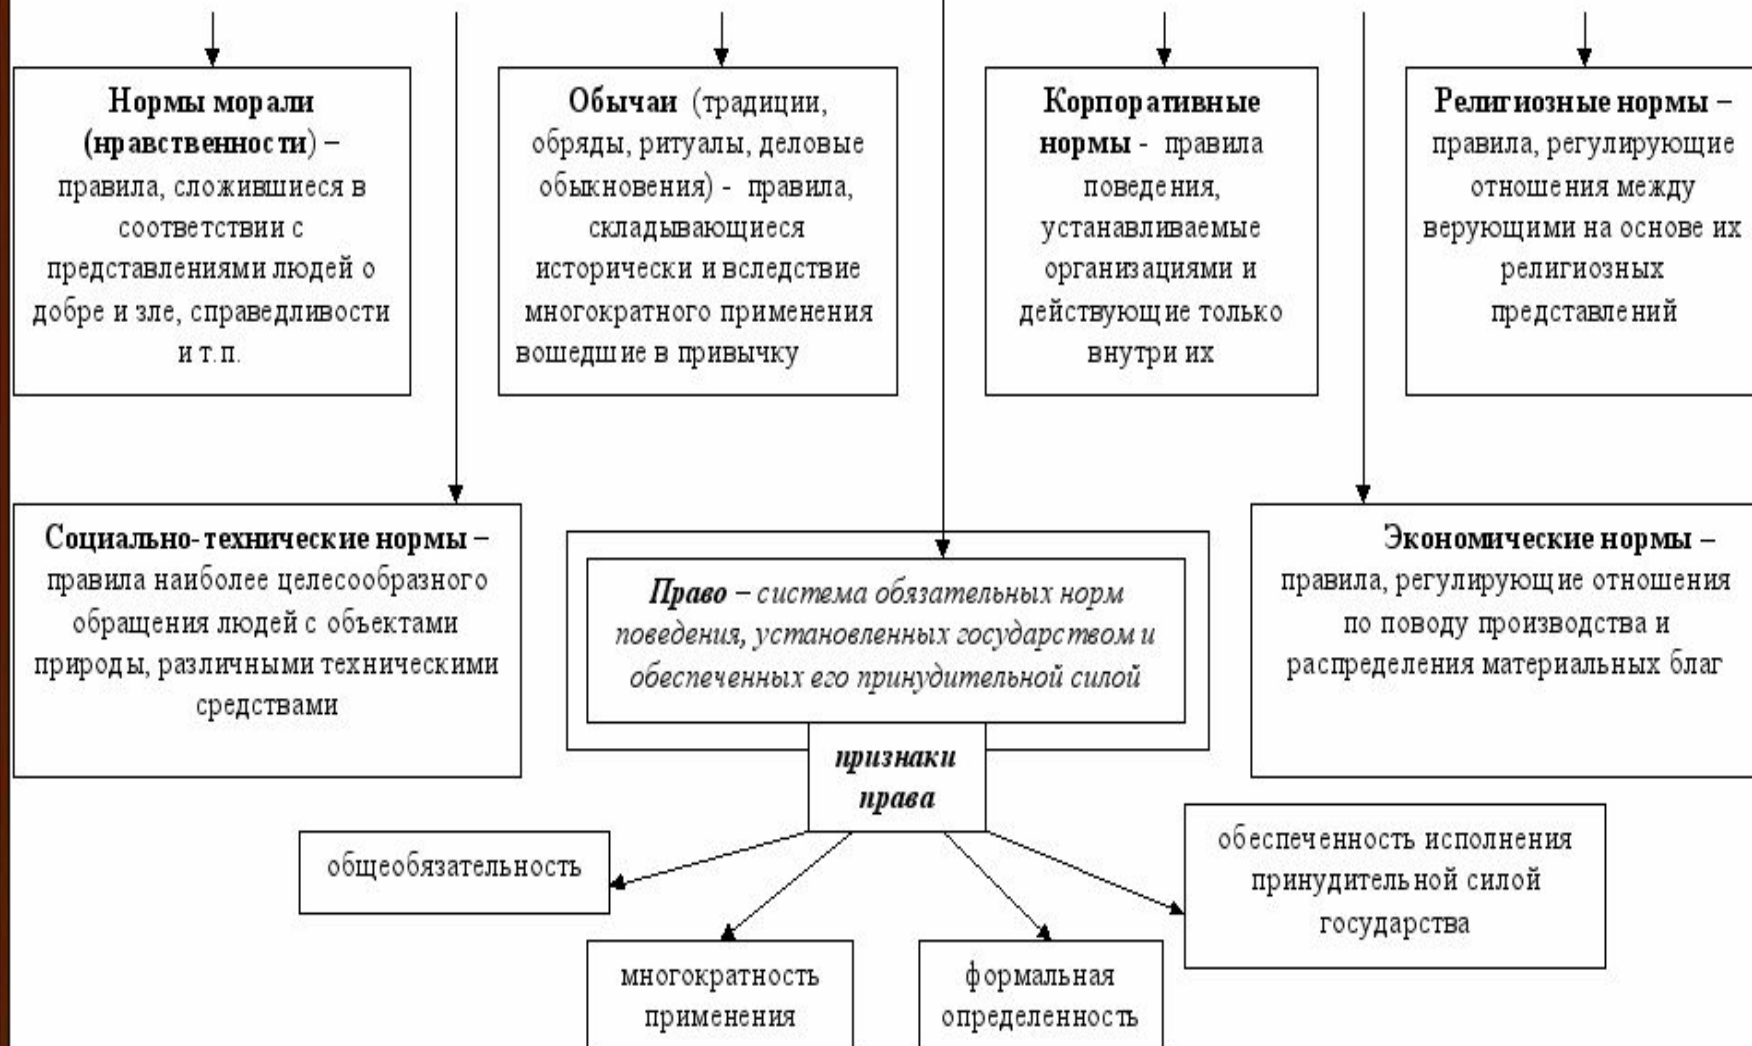 Нормы морали
(нравственности) –
правила, сложившиеся в
соответствии с
представлениями людей о
добре и зле, справедливости
и т.п.
Обычаи (традиции,
обряды, ритуалы, деловые
обыкновения) - правила,
складывающиеся
исторически и вследствие
многократного применения
вошедшие в привычку
Корпоративные
нормы - правила
поведения,
устанавливаемые
организациями и
действующие только
внутри их
Религиозные нормы –
правила, регулирующие
отношения между
верующими на основе их
религиозных
представлений
Социально-технические нормы –
правила наиболее целесообразного
обращения людей с объектами
природы, различными техническими
средствами
Право – система обязательных норм
поведения, установленных государством и
обеспеченных его принудительной силой
Экономические нормы –
правила, регулирующие отношения
по поводу производства и
распределения материальных благ
признаки
права
общеобязательность
многократность
применения
формальная
определенность
обеспеченность исполнения
принудительной силой
государства